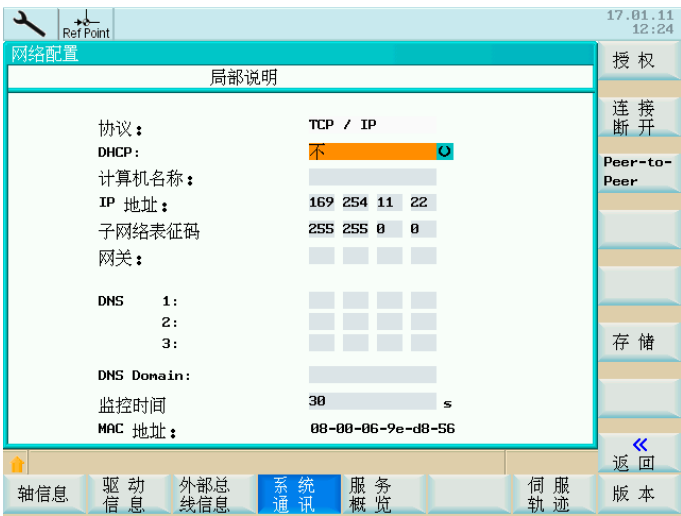 Ref Point
17.01.11
12:24
网络配置
局部说明
协议: TCP / IP
DHCP: 不
计算机名称:
IP 地址: 169 254 11 22
子网络表征码 255 255 0 0
网关:
DNS 1:
2:
3:
DNS Domain:
监控时间 30 s
MAC 地址: 08-00-06-9e-d8-56
授权
连接
断开
Peer-to-
Peer
存储
返回
轴信息
驱动
信息
外部总
线信息
系统
通讯
服务
概览
伺服
轨迹
版本